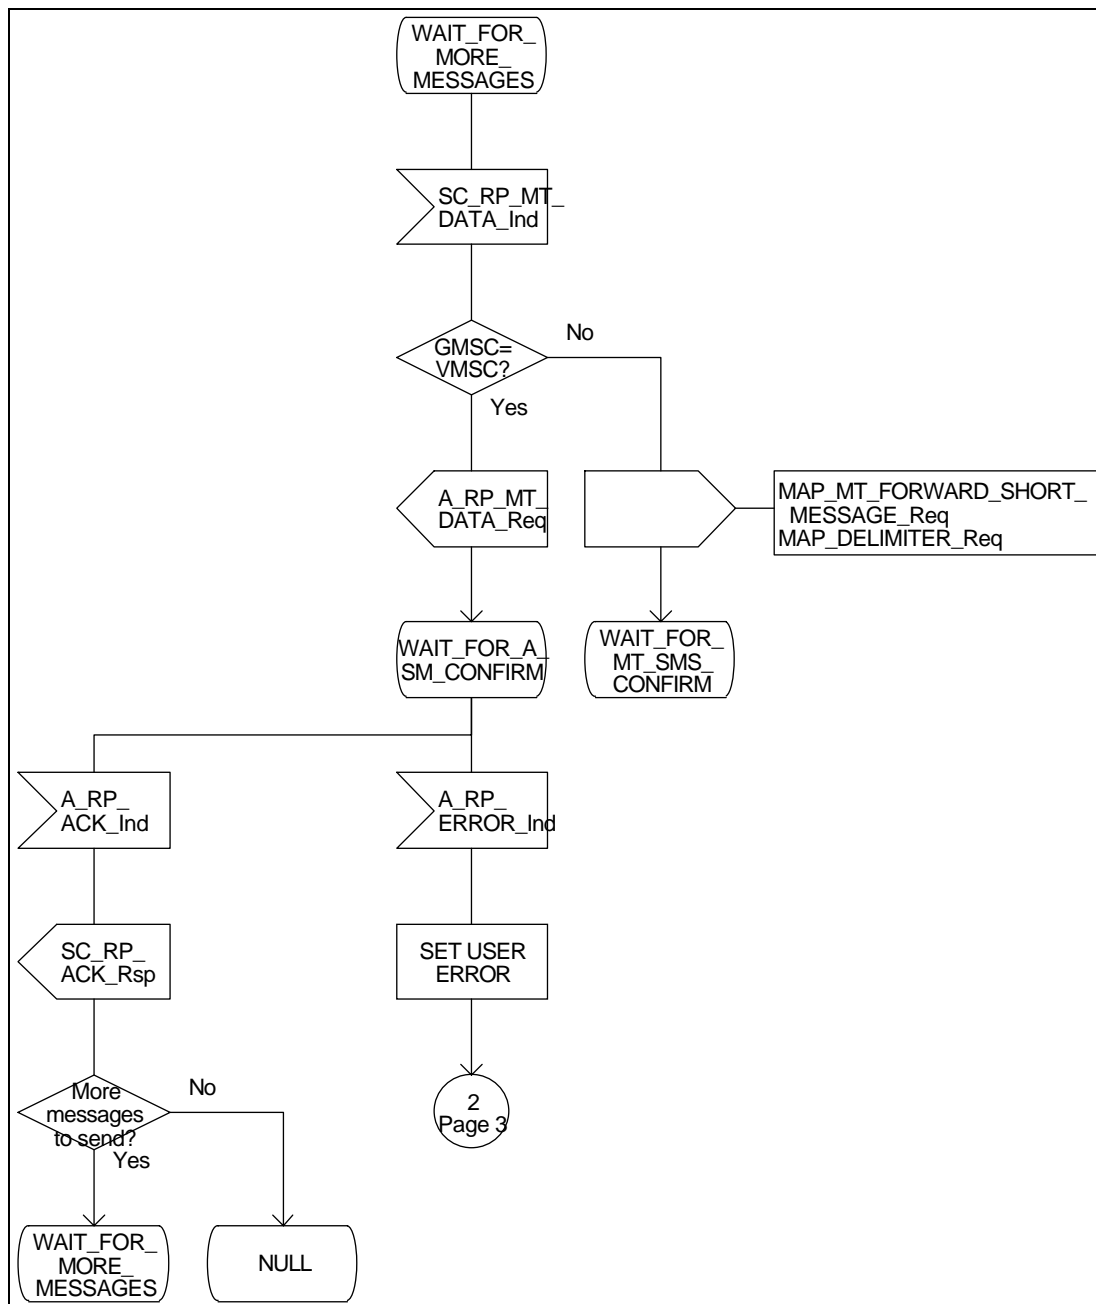 WAIT_FOR_
MORE_
MESSAGES
SC_RP_MT_
DATA_Ind
GMSC=
VMSC?
No
Yes
A_RP_MT_
DATA_Req
MAP_MT_FORWARD_SHORT_
MESSAGE_Req
MAP_DELIMITER_Req
WAIT_FOR_A_
SM_CONFIRM
WAIT_FOR_
MT_SMS_
CONFIRM
A_RP_
ACK_Ind
A_RP_
ERROR_Ind
SC_RP_
ACK_Rsp
SET USER
ERROR
More
messages
to send?
No
Yes
2
Page 3
WAIT_FOR_
MORE_
MESSAGES
NULL